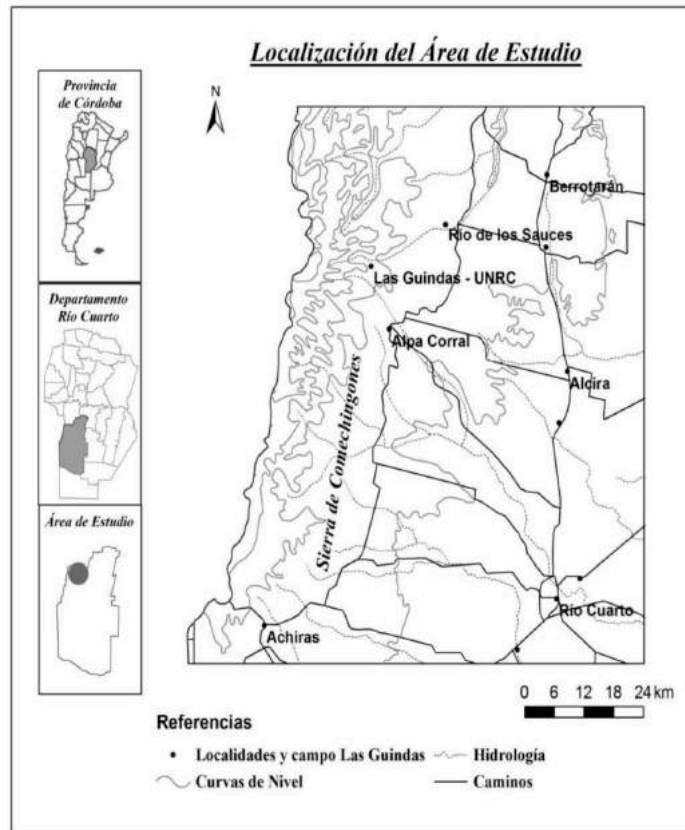 Localización del Área de Estudio
Provincia
de Córdoba
Departamento
Río Cuarto
Área de Estudio
N
Berrotarán
Río de los Sauces
Las Guindas - UNRC
Alpa Corral
Alcira
Sierra de Comechingones
Río Cuarto
Achiras
0 6 12 18 24 km
Referencias
Localidades y campo Las Guindas
Hidrología
Curvas de Nivel
Caminos